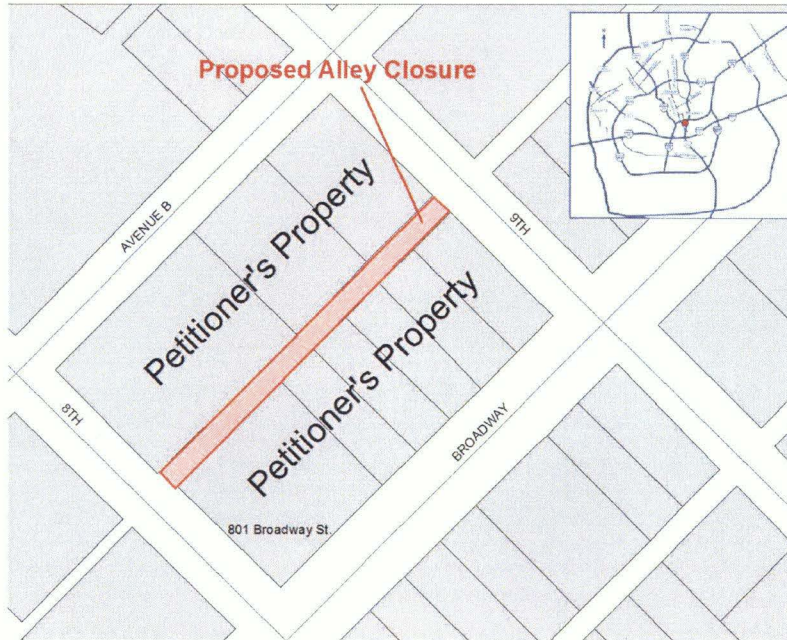 Proposed Alley Closure
AVENUE B
9TH
Petitioner's Property
Petitioner's Property
8TH
BROADWAY
801 Broadway St.